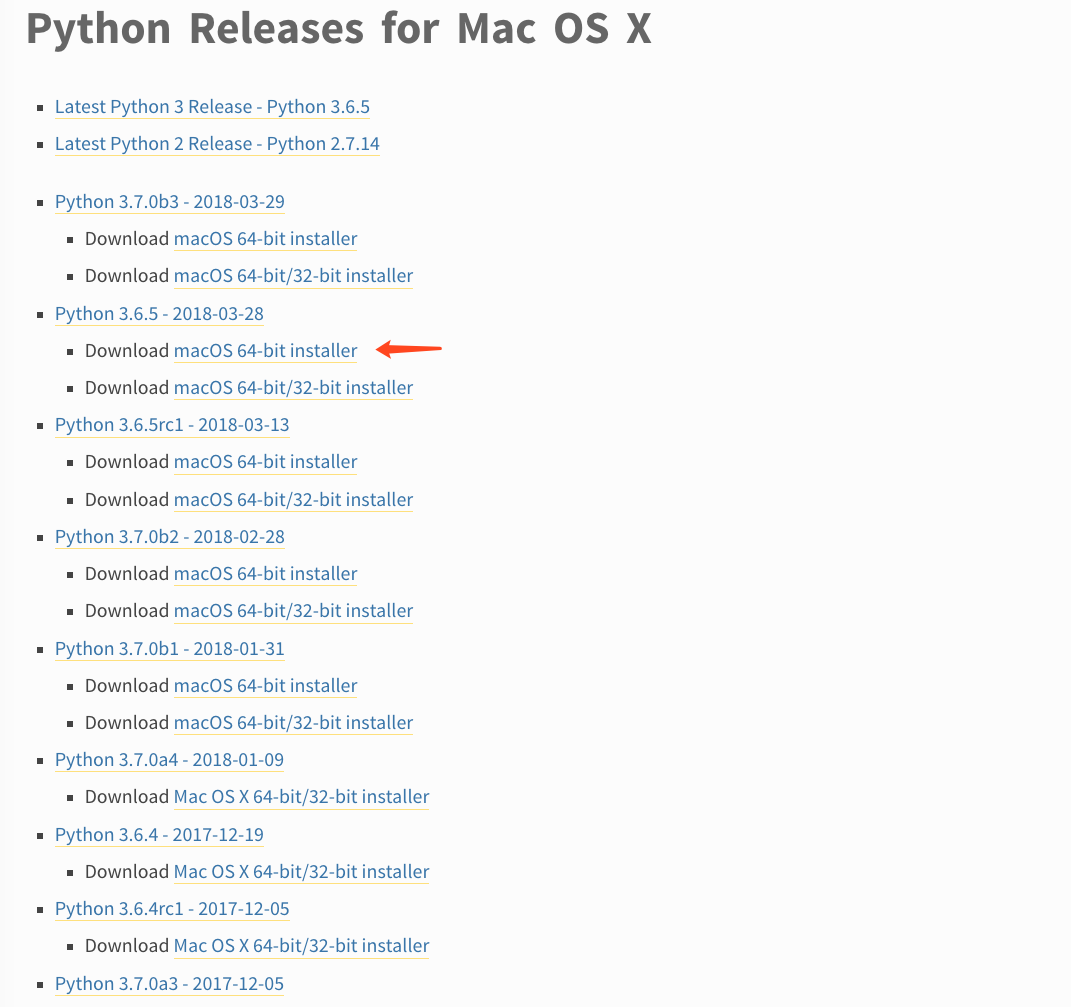 Python Releases for Mac OS X
Latest Python 3 Release - Python 3.6.5
Latest Python 2 Release - Python 2.7.14
Python 3.7.0b3 - 2018-03-29
Download macOS 64-bit installer
Download macOS 64-bit/32-bit installer
Python 3.6.5 - 2018-03-28
Download macOS 64-bit installer
Download macOS 64-bit/32-bit installer
Python 3.6.5rc1 - 2018-03-13
Download macOS 64-bit installer
Download macOS 64-bit/32-bit installer
Python 3.7.0b2 - 2018-02-28
Download macOS 64-bit installer
Download macOS 64-bit/32-bit installer
Python 3.7.0b1 - 2018-01-31
Download macOS 64-bit installer
Download macOS 64-bit/32-bit installer
Python 3.7.0a4 - 2018-01-09
Download Mac OS X 64-bit/32-bit installer
Python 3.6.4 - 2017-12-19
Download Mac OS X 64-bit/32-bit installer
Python 3.6.4rc1 - 2017-12-05
Download Mac OS X 64-bit/32-bit installer
Python 3.7.0a3 - 2017-12-05